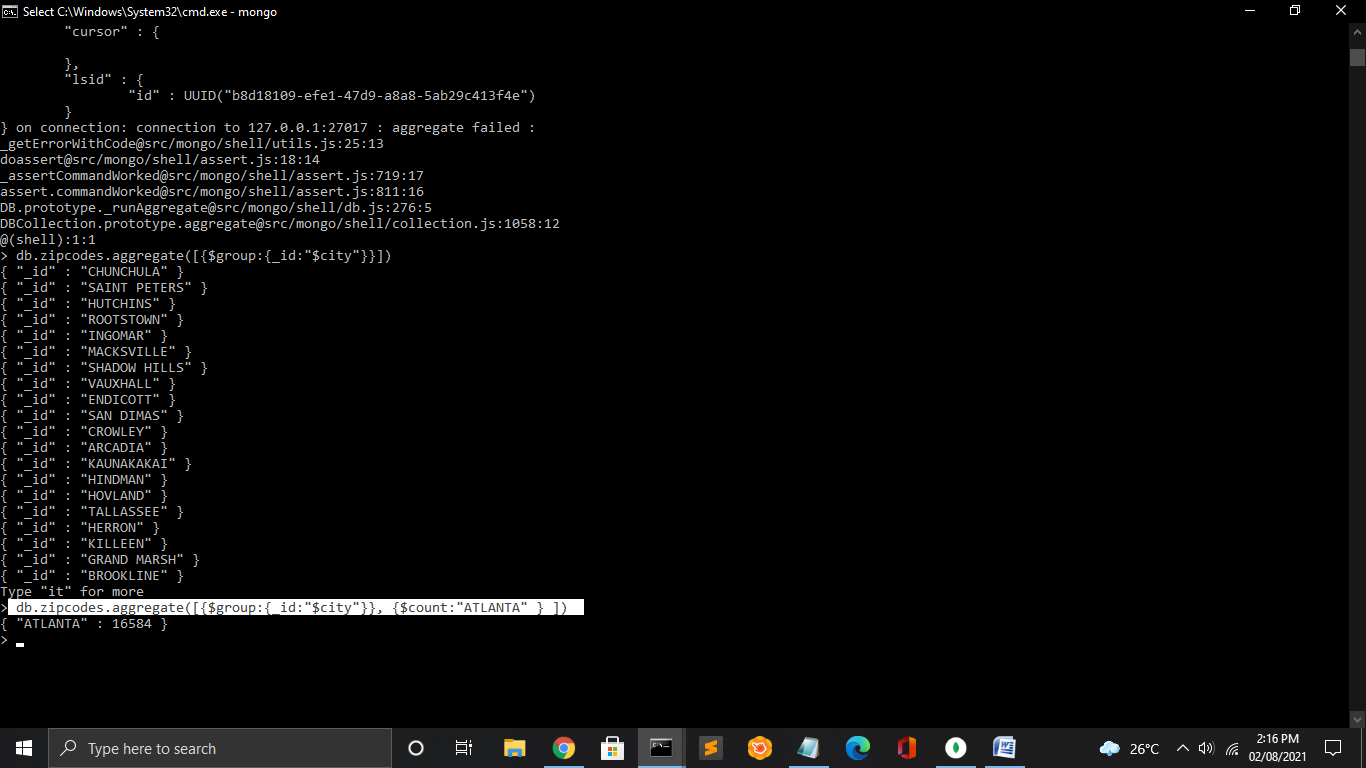 Select C:\Windows\System32\cmd.exe - mongo
"cursor" : {
},
"lsid" : {
"id" : UUID("b8d18109-efe1-47d9-a8a8-5ab29c413f4e")
}
} on connection: connection to 127.0.0.1:27017 : aggregate failed :
_getErrorWithCode@src/mongo/shell/utils.js:25:13
doassert@src/mongo/shell/assert.js:18:14
_assertCommandWorked@src/mongo/shell/assert.js:719:17
assert.commandWorked@src/mongo/shell/assert.js:811:16
DB.prototype._runAggregate@src/mongo/shell/db.js:276:5
DBCollection.prototype.aggregate@src/mongo/shell/collection.js:1058:12
@(shell):1:1
> db.zipcodes.aggregate([{$group:{_id:"$city"}}])
{ "_id" : "CHUNCHULA" }
{ "_id" : "SAINT PETERS" }
{ "_id" : "HUTCHINS" }
{ "_id" : "ROOTSTOWN" }
{ "_id" : "INGOMAR" }
{ "_id" : "MACKSVILLE" }
{ "_id" : "SHADOW HILLS" }
{ "_id" : "VAUXHALL" }
{ "_id" : "ENDICOTT" }
{ "_id" : "SAN DIMAS" }
{ "_id" : "CROWLEY" }
{ "_id" : "ARCADIA" }
{ "_id" : "KAUNAKAKAI" }
{ "_id" : "HINDMAN" }
{ "_id" : "HOVLAND" }
{ "_id" : "TALLASSEE" }
{ "_id" : "HERRON" }
{ "_id" : "KILLEEN" }
{ "_id" : "GRAND MARSH" }
{ "_id" : "BROOKLINE" }
Type "it" for more
> db.zipcodes.aggregate([{$group:{_id:"$city"}}, {$count:"ATLANTA" } ])
{ "ATLANTA" : 16584 }
>
Type here to search
26°C
2:16 PM
02/08/2021